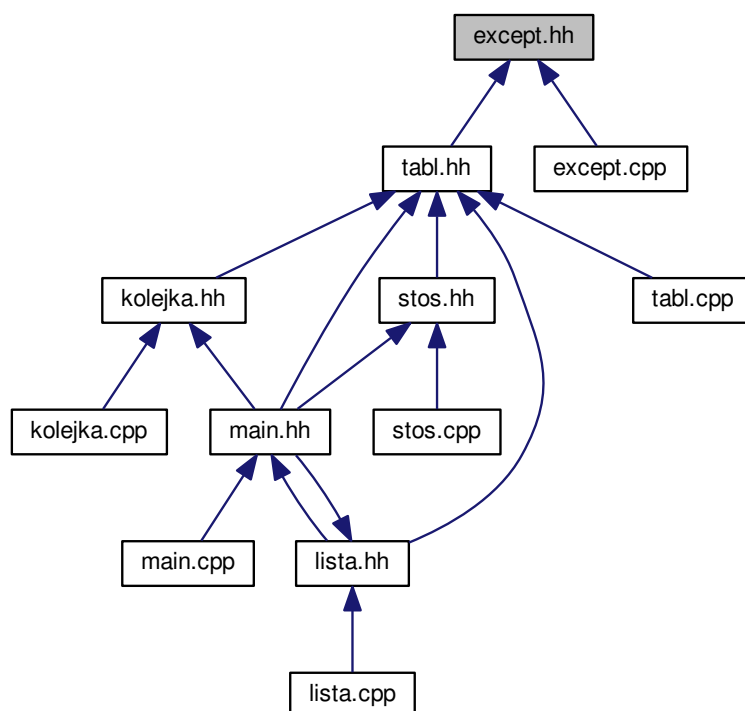 except.hh
tabl.hh
except.cpp
kolejka.hh
stos.hh
tabl.cpp
kolejka.cpp
main.hh
stos.cpp
main.cpp
lista.hh
lista.cpp